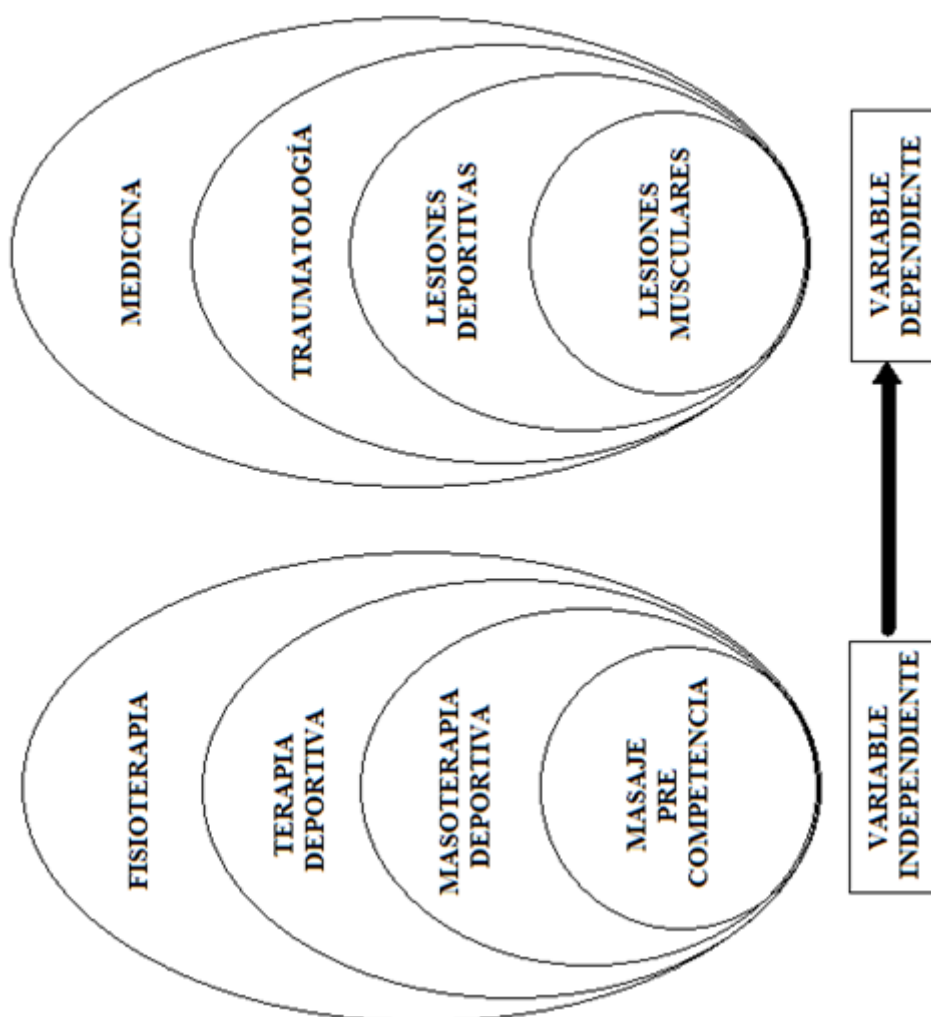 FISIOTERAPIA
TERAPIA
DEPORTIVA
MASOTERAPIA
DEPORTIVA
MASAJE
PRE
COMPETENCIA
VARIABLE
INDEPENDIENTE
MEDICINA
TRAUMATOLOGÍA
LESIONES
DEPORTIVAS
LESIONES
MUSCULARES
VARIABLE
DEPENDIENTE